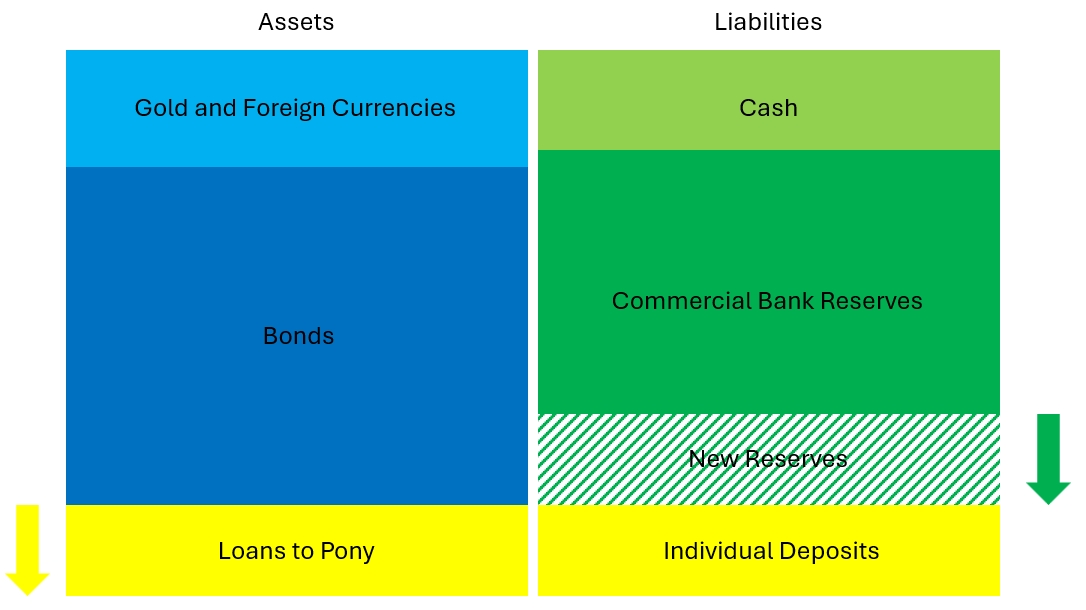 Assets
Liabilities
Gold and Foreign Currencies
Cash
Bonds
Commercial Bank Reserves
New Reserves
Loans to Pony
Individual Deposits